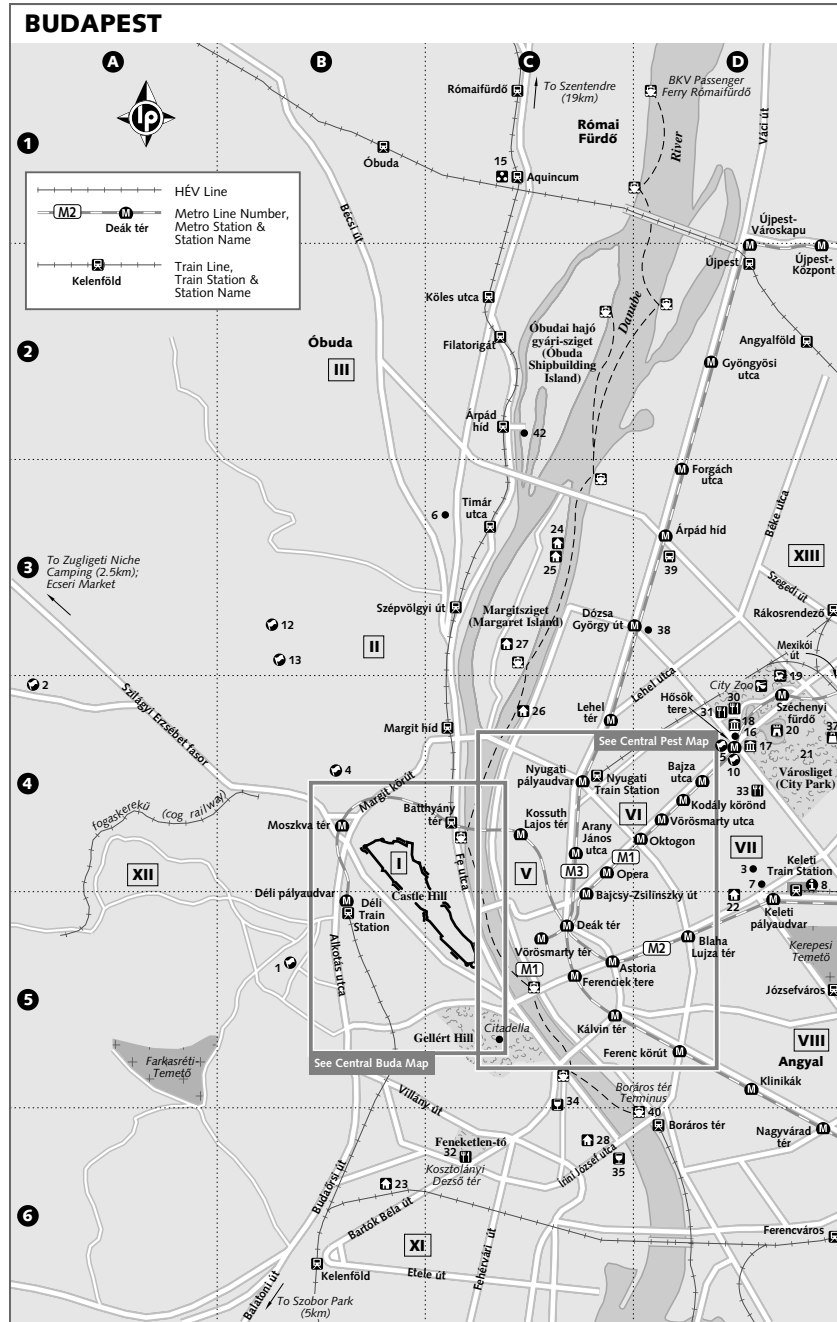 BUDAPEST
A
B
C
D
lp
1
Rómaifürdő
To Szentendre
(19km)
BKV Passenger
Ferry Rómaifürdő
Római
Fürdő
River
Váci út
Óbuda
15
Aquincum
HÉV Line
M2
M
Deák tér
Metro Line Number,
Metro Station &
Station Name
Kelenföld
Train Line,
Train Station &
Station Name
Bécsi út
Újpest-
Városkapu
Újpest
Újpest-
Központ
2
Köles utca
Filatorigát
Óbuda
III
Óbudai hajó
gyári-sziget
(Óbuda
Shipbuilding
Island)
Danube
Angyalföld
Gyöngyösi
utca
Árpád
híd
42
Forgách
utca
Béke utca
6
Timár
utca
24
25
Árpád híd
39
XIII
Szegedi út
3
To Zugligeti Niche
Camping (2.5km);
Ecseri Market
Szépvölgyi út
Margitsziget
(Margaret Island)
Dózsa
György út
38
Rákosrendező
12
13
II
27
Mexikói
út
2
Szilágyi Erzsébet fasor
Margit híd
26
Lehel utca
Lehel
tér
City Zoo
19
Hősök
tere
30
31
18
16
Széchenyi
fürdő
20
37
See Central Pest Map
5
17
21
Városliget
(City Park)
10
4
4
Margit körút
Nyugati
pályaudvar
Nyugati
Train Station
Bajza
utca
33
fogaskerekű (cog railway)
Moszkva tér
Batthyány
tér
Kossuth
Lajos tér
VI
Kodály körönd
Vörösmarty utca
Arany
János
utca
Oktogon
VII
I
Fe utca
V
M1
M3
Opera
3
7
Keleti
Train Station
8
XII
Castle Hill
Déli pályaudvar
Déli
Train
Station
Bajcsy-Zsilínszky út
22
Keleti
pályaudvar
Deák tér
Vörösmarty tér
M2
Blaha
Lujza tér
Kerepesi
Temető
Alkotás utca
1
M1
Astoria
Ferenciek tere
Józsefváros
5
Gellért Hill
Citadella
Kálvin tér
VIII
Angyal
Farkasréti-
Temető
See Central Buda Map
Ferenc körút
Klinikák
Villány út
34
Boráros tér
Terminus
40
Boráros tér
Nagyvárad
tér
Feneketlen-tó
32
Kosztolányi
Dezső tér
28
35
Irini József utca
23
6
Budaörsi út
Bartók Béla út
Fehérvári út
XI
Ferencváros
Kelenföld
Etele út
Balatoni út
To Szobor Park
(5km)